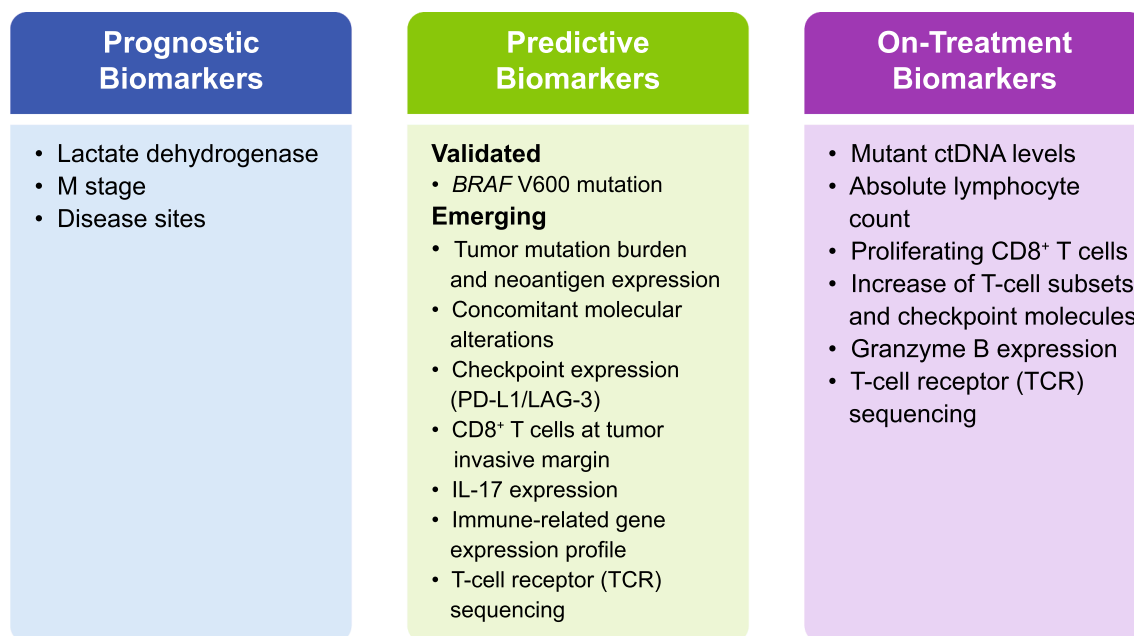 Prognostic
Biomarkers
• Lactate dehydrogenase
• M stage
• Disease sites
Predictive
Biomarkers
Validated
• BRAF V600 mutation
Emerging
• Tumor mutation burden
and neoantigen expression
• Concomitant molecular
alterations
• Checkpoint expression
(PD-L1/LAG-3)
• CD8⁺ T cells at tumor
invasive margin
• IL-17 expression
• Immune-related gene
expression profile
• T-cell receptor (TCR)
sequencing
On-Treatment
Biomarkers
• Mutant ctDNA levels
• Absolute lymphocyte
count
• Proliferating CD8⁺ T cells
• Increase of T-cell subsets
and checkpoint molecules
• Granzyme B expression
• T-cell receptor (TCR)
sequencing